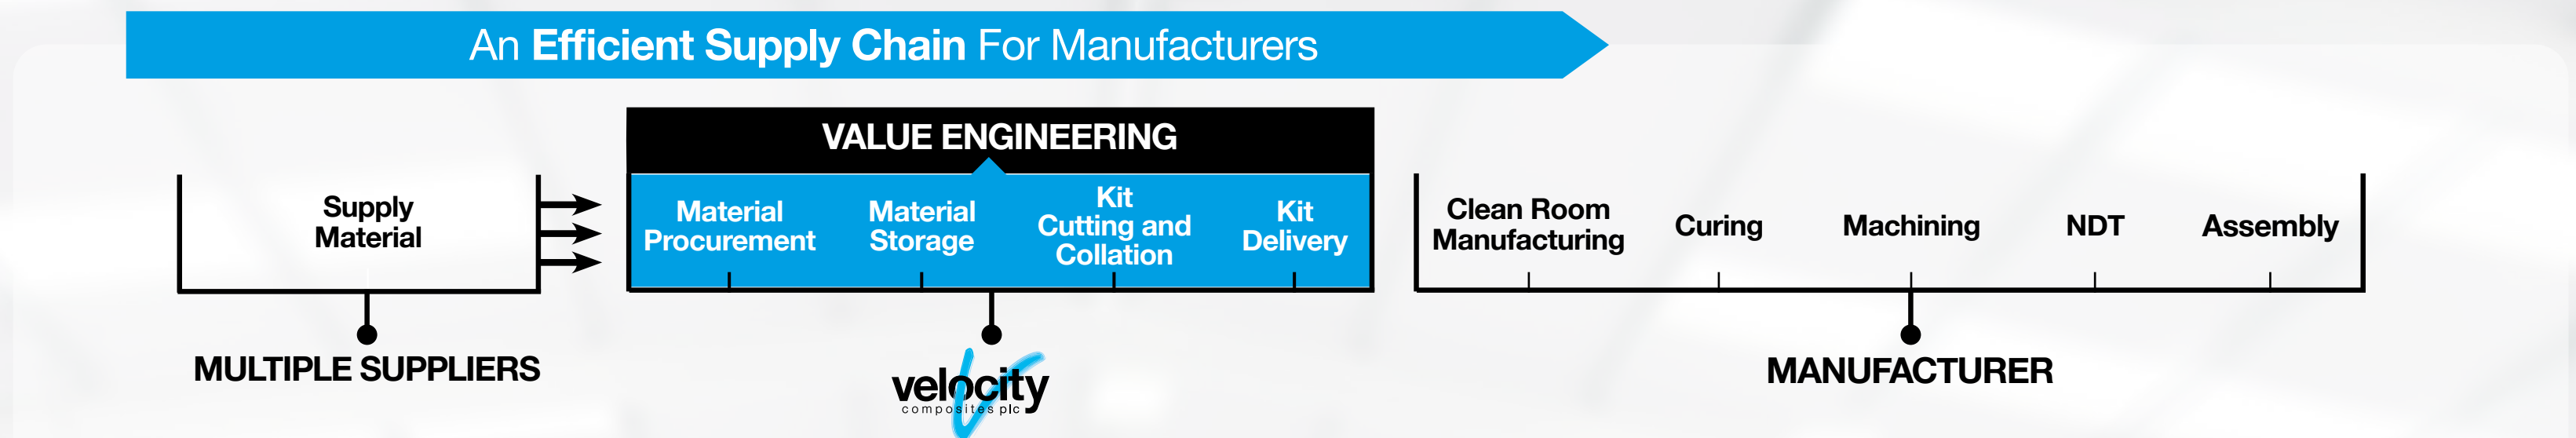 An Efficient Supply Chain For Manufacturers
VALUE ENGINEERING
Supply
Material
Material
Procurement
Material
Storage
Kit
Cutting and
Collation
Kit
Delivery
Clean Room
Manufacturing
Curing
Machining
NDT
Assembly
MULTIPLE SUPPLIERS
velocity
composites plc
MANUFACTURER